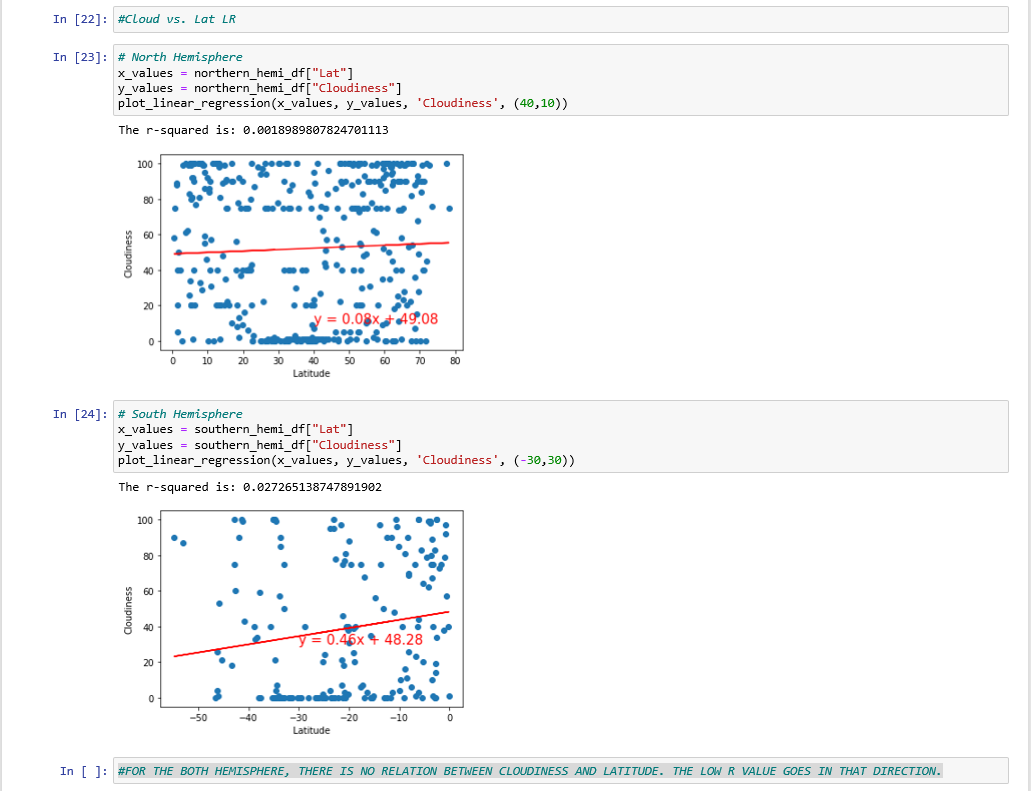 In [22]: #Cloud vs. Lat LR
In [23]: # North Hemisphere
x_values = northern_hemi_df["Lat"]
y_values = northern_hemi_df["Cloudiness"]
plot_linear_regression(x_values, y_values, 'Cloudiness', (40,10))
The r-squared is: 0.0018989807824701113
100
80
60
40
20
0
Cloudiness
y = 0.08x + 49.08
0 10 20 30 40 50 60 70 80
Latitude
In [24]: # South Hemisphere
x_values = southern_hemi_df["Lat"]
y_values = southern_hemi_df["Cloudiness"]
plot_linear_regression(x_values, y_values, 'Cloudiness', (-30,30))
The r-squared is: 0.027265138747891902
100
80
60
40
20
0
Cloudiness
y = 0.46x + 48.28
−50 −40 −30 −20 −10 0
Latitude
In [ ]: #FOR THE BOTH HEMISPHERE, THERE IS NO RELATION BETWEEN CLOUDINESS AND LATITUDE. THE LOW R VALUE GOES IN THAT DIRECTION.